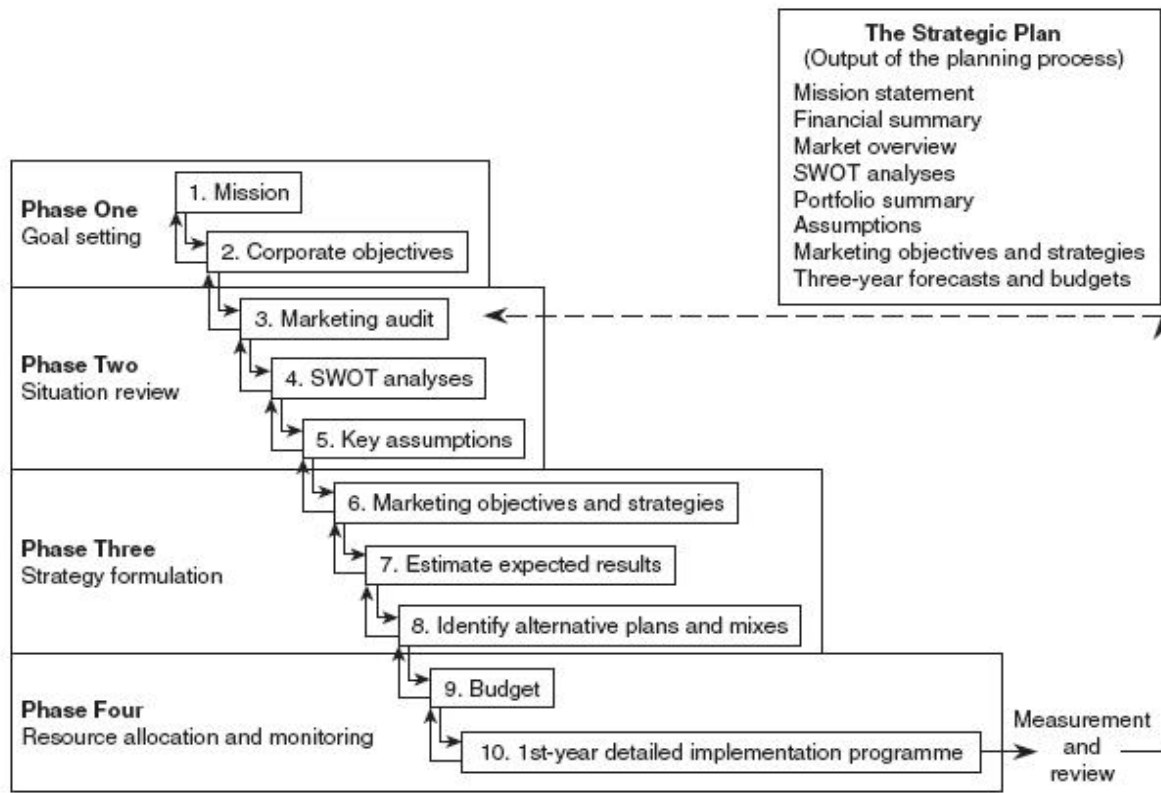 The Strategic Plan
(Output of the planning process)
Mission statement
Financial summary
Market overview
SWOT analyses
Portfolio summary
Assumptions
Marketing objectives and strategies
Three-year forecasts and budgets
Phase One
Goal setting
1. Mission
2. Corporate objectives
Phase Two
Situation review
3. Marketing audit
4. SWOT analyses
5. Key assumptions
Phase Three
Strategy formulation
6. Marketing objectives and strategies
7. Estimate expected results
8. Identify alternative plans and mixes
Phase Four
Resource allocation and monitoring
9. Budget
10. 1st-year detailed implementation programme
Measurement
and
review